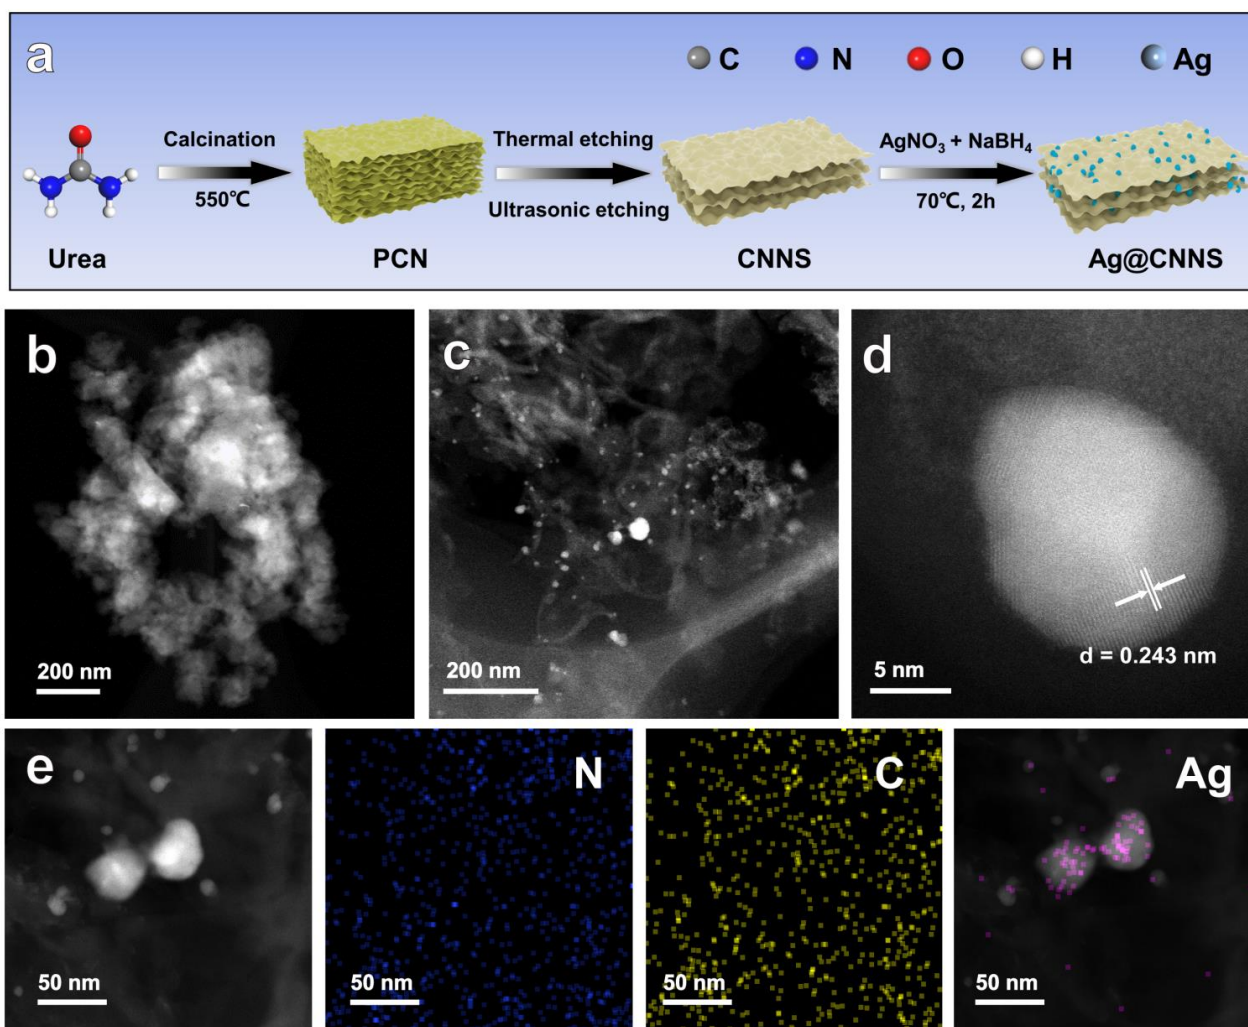 a
C N O H Ag
Calcination
550℃
Thermal etching
Ultrasonic etching
AgNO₃ + NaBH₄
70℃, 2h
Urea PCN CNNS Ag@CNNS
b
200 nm
c
200 nm
d
d = 0.243 nm
5 nm
e
50 nm
N
50 nm
C
50 nm
Ag
50 nm